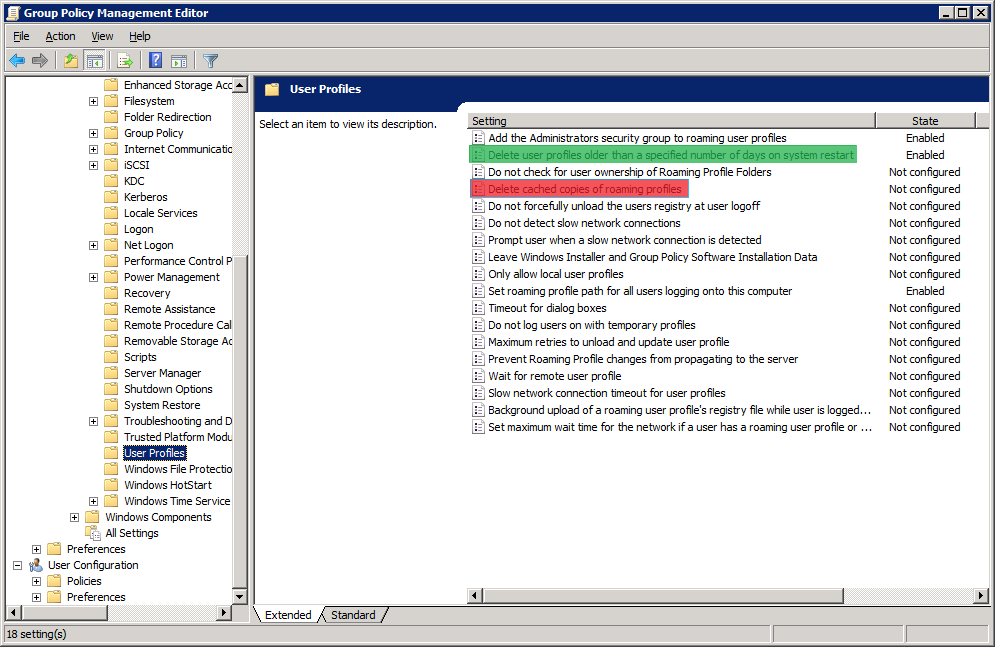 Group Policy Management Editor
File Action View Help
Enhanced Storage Acc
Filesystem
Folder Redirection
Group Policy
Internet Communicatio
iSCSI
KDC
Kerberos
Locale Services
Logon
Net Logon
Performance Control P
Power Management
Recovery
Remote Assistance
Remote Procedure Cal
Removable Storage Ac
Scripts
Server Manager
Shutdown Options
System Restore
Troubleshooting and D
Trusted Platform Modu
User Profiles
Windows File Protectio
Windows HotStart
Windows Time Service
Windows Components
All Settings
Preferences
User Configuration
Policies
Preferences
User Profiles
Select an item to view its description.
Setting State
Add the Administrators security group to roaming user profiles Enabled
Delete user profiles older than a specified number of days on system restart Enabled
Do not check for user ownership of Roaming Profile Folders Not configured
Delete cached copies of roaming profiles Not configured
Do not forcefully unload the users registry at user logoff Not configured
Do not detect slow network connections Not configured
Prompt user when a slow network connection is detected Not configured
Leave Windows Installer and Group Policy Software Installation Data Not configured
Only allow local user profiles Not configured
Set roaming profile path for all users logging onto this computer Enabled
Timeout for dialog boxes Not configured
Do not log users on with temporary profiles Not configured
Maximum retries to unload and update user profile Not configured
Prevent Roaming Profile changes from propagating to the server Not configured
Wait for remote user profile Not configured
Slow network connection timeout for user profiles Not configured
Background upload of a roaming user profile's registry file while user is logged... Not configured
Set maximum wait time for the network if a user has a roaming user profile or ... Not configured
Extended Standard
18 setting(s)